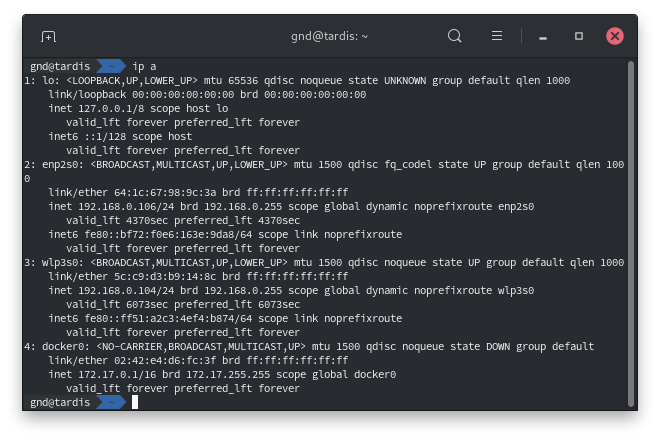 gnd@tardis: ~
gnd@tardis ~ ip a
1: lo: <LOOPBACK,UP,LOWER_UP> mtu 65536 qdisc noqueue state UNKNOWN group default qlen 1000
    link/loopback 00:00:00:00:00:00 brd 00:00:00:00:00:00
    inet 127.0.0.1/8 scope host lo
       valid_lft forever preferred_lft forever
    inet6 ::1/128 scope host
       valid_lft forever preferred_lft forever
2: enp2s0: <BROADCAST,MULTICAST,UP,LOWER_UP> mtu 1500 qdisc fq_codel state UP group default qlen 100
0
    link/ether 64:1c:67:98:9c:3a brd ff:ff:ff:ff:ff:ff
    inet 192.168.0.106/24 brd 192.168.0.255 scope global dynamic noprefixroute enp2s0
       valid_lft 4370sec preferred_lft 4370sec
    inet6 fe80::bf72:f0e6:163e:9da8/64 scope link noprefixroute
       valid_lft forever preferred_lft forever
3: wlp3s0: <BROADCAST,MULTICAST,UP,LOWER_UP> mtu 1500 qdisc noqueue state UP group default qlen 1000
    link/ether 5c:c9:d3:b9:14:8c brd ff:ff:ff:ff:ff:ff
    inet 192.168.0.104/24 brd 192.168.0.255 scope global dynamic noprefixroute wlp3s0
       valid_lft 6073sec preferred_lft 6073sec
    inet6 fe80::ff51:a2c3:4ef4:b874/64 scope link noprefixroute
       valid_lft forever preferred_lft forever
4: docker0: <NO-CARRIER,BROADCAST,MULTICAST,UP> mtu 1500 qdisc noqueue state DOWN group default
    link/ether 02:42:e4:d6:fc:3f brd ff:ff:ff:ff:ff:ff
    inet 172.17.0.1/16 brd 172.17.255.255 scope global docker0
       valid_lft forever preferred_lft forever
gnd@tardis ~